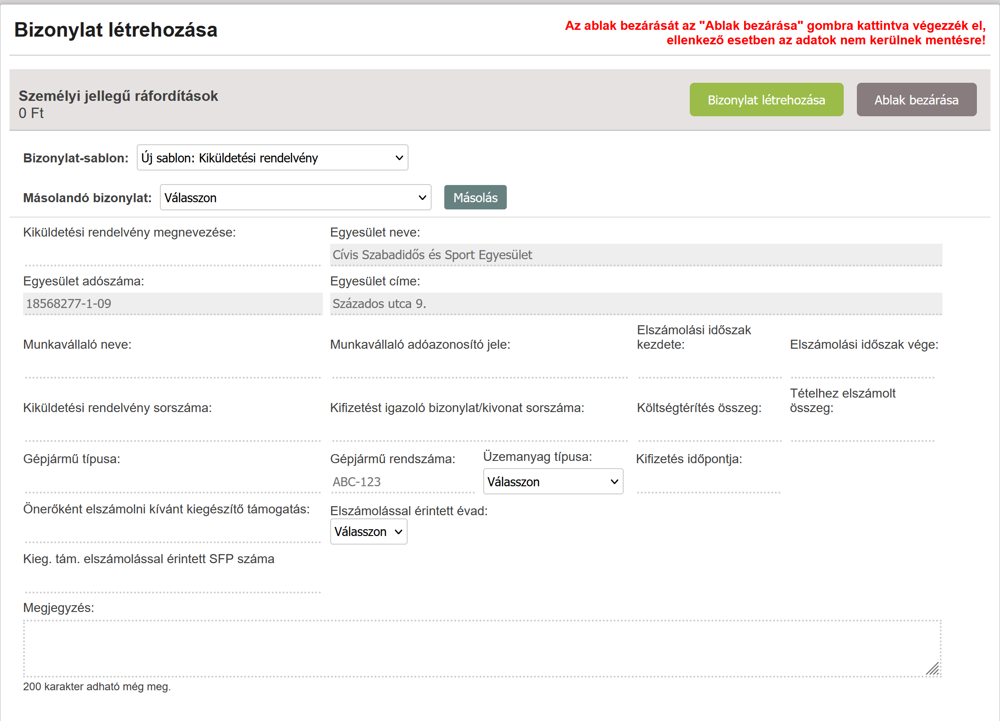 Bizonylat létrehozása
Az ablak bezárását az "Ablak bezárása" gombra kattintva végezzék el,
ellenkező esetben az adatok nem kerülnek mentésre!
Személyi jellegű ráfordítások
0 Ft
Bizonylat létrehozása
Ablak bezárása
Bizonylat-sablon:
Új sablon: Kiküldetési rendelvény
Másolandó bizonylat:
Válasszon
Másolás
Kiküldetési rendelvény megnevezése:
Egyesület neve:
Cívis Szabadidős és Sport Egyesület
Egyesület adószáma:
Egyesület címe:
18568277-1-09
Százados utca 9.
Munkavállaló neve:
Munkavállaló adóazonosító jele:
Elszámolási időszak
kezdete:
Elszámolási időszak vége:
Kiküldetési rendelvény sorszáma:
Kifizetést igazoló bizonylat/kivonat sorszáma:
Költségtérítés összeg:
Tételhez elszámolt
összeg:
Gépjármű típusa:
Gépjármű rendszáma:
Üzemanyag típusa:
Kifizetés időpontja:
ABC-123
Válasszon
Önerőként elszámolni kívánt kiegészítő támogatás:
Elszámolással érintett évad:
Válasszon
Kieg. tám. elszámolással érintett SFP száma
Megjegyzés:
200 karakter adható még meg.